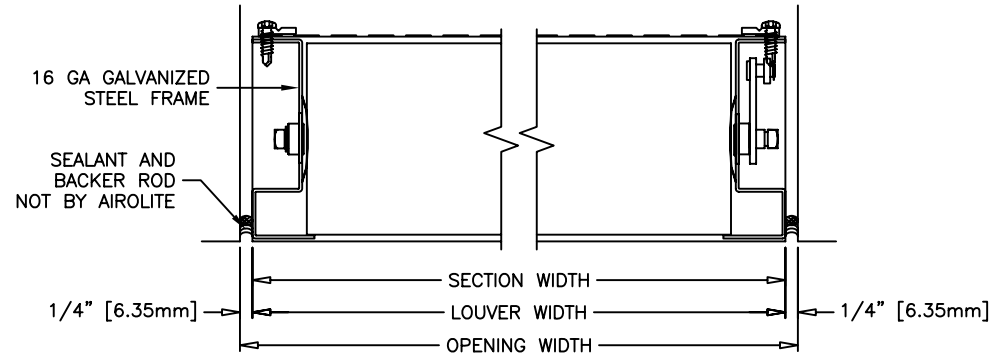 16 GA GALVANIZED
STEEL FRAME
SEALANT AND
BACKER ROD
NOT BY AIROLITE
SECTION WIDTH
1/4" [6.35mm]
LOUVER WIDTH
1/4" [6.35mm]
OPENING WIDTH